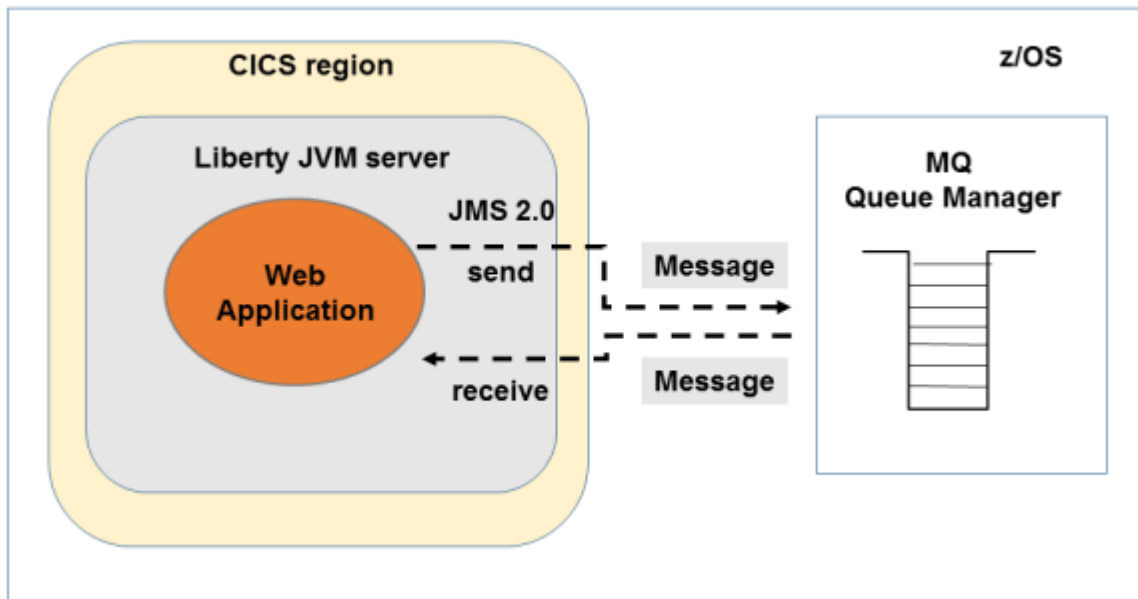 CICS region
z/OS
Liberty JVM server
MQ
Queue Manager
JMS 2.0
send
Message
Web
Application
receive
Message